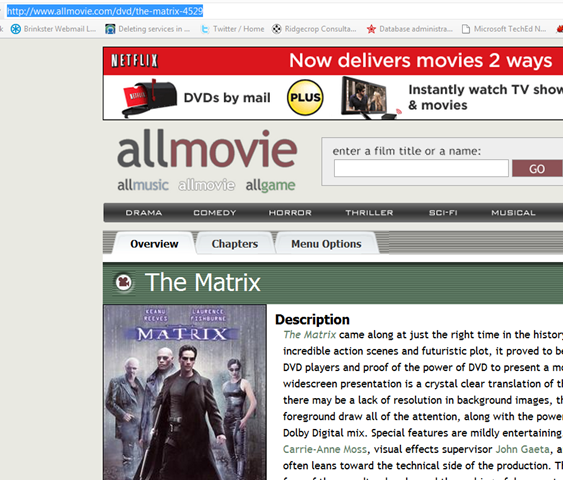 http://www.allmovie.com/dvd/the-matrix-4529
Brinkster Webmail L... Deleting services in ... Twitter / Home Ridgecrop Consulta... Database administra... Microsoft TechEd N...
NETFLIX Now delivers movies 2 ways
DVDs by mail PLUS Instantly watch TV show
& movies
allmovie
enter a film title or a name:
GO
allmusic allmovie allgame
DRAMA COMEDY HORROR THRILLER SCI-FI MUSICAL
Overview Chapters Menu Options
The Matrix
KEANU REEVES LAURENCE FISHBURNE
MATRIX
Description
The Matrix came along at just the right time in the history
incredible action scenes and futuristic plot, it proved to be
DVD players and proof of the power of DVD to present a mo
widescreen presentation is a crystal clear translation of th
there may be a lack of resolution in background images, th
foreground draw all of the attention, along with the power
Dolby Digital mix. Special features are mildly entertaining
Carrie-Anne Moss, visual effects supervisor John Gaeta, a
often leans toward the technical side of the production. Th